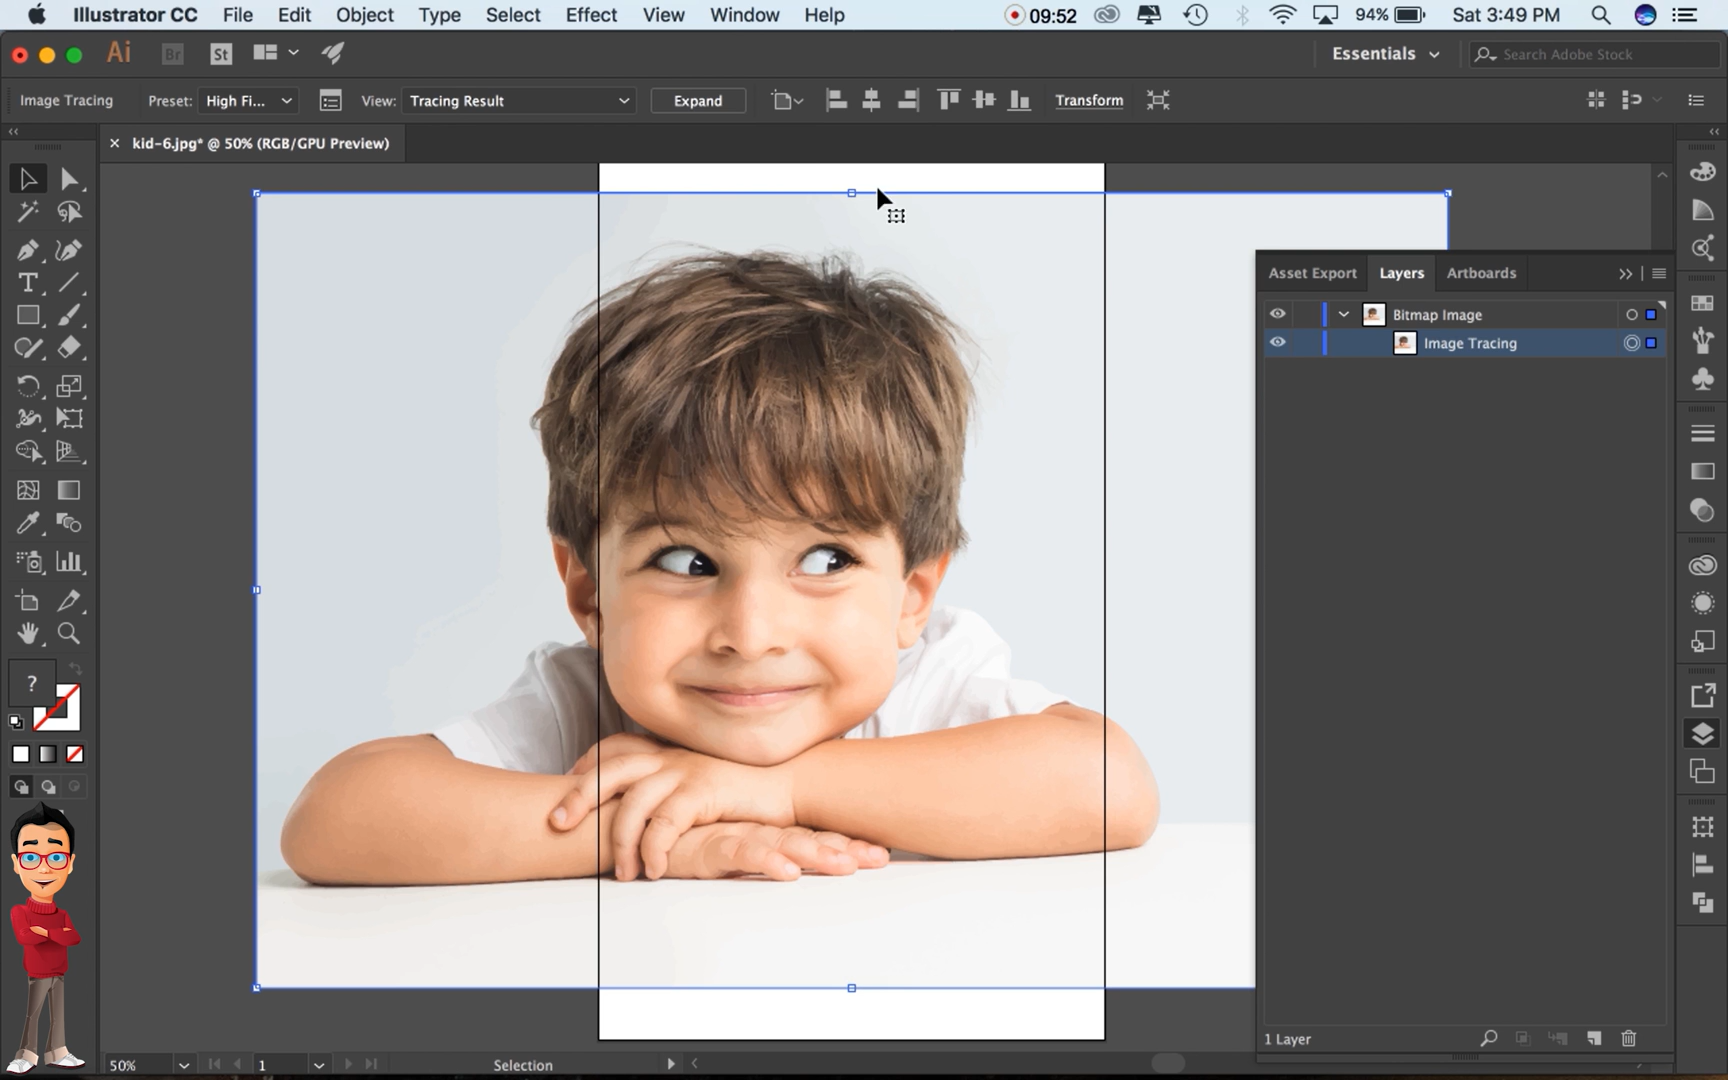 Illustrator CC File Edit Object Type Select Effect View Window Help 09:52 94% Sat 3:49 PM
Ai Br St Essentials Search Adobe Stock
Image Tracing Preset: High Fi... View: Tracing Result Expand Transform
kid-6.jpg* @ 50% (RGB/GPU Preview)
Asset Export Layers Artboards
Bitmap Image
Image Tracing
T
?
1 Layer
50% 1 Selection